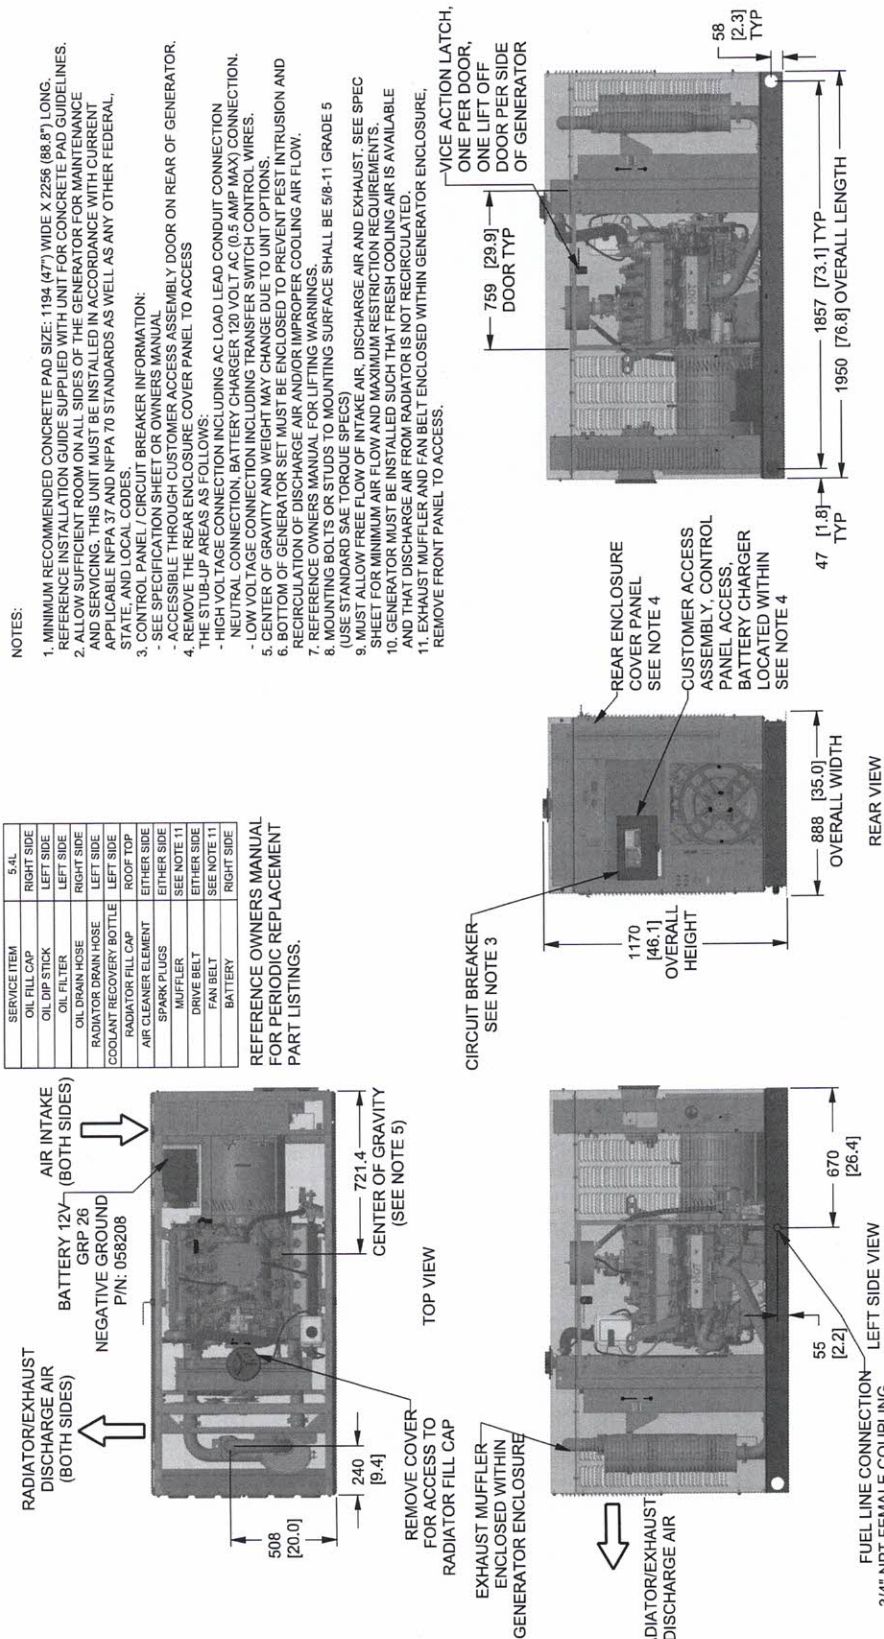 NOTES:
1. MINIMUM RECOMMENDED CONCRETE PAD SIZE: 1194 (47") WIDE X 2256 (88.8") LONG.
REFERENCE INSTALLATION GUIDE SUPPLIED WITH UNIT FOR CONCRETE PAD GUIDELINES.
2. ALLOW SUFFICIENT ROOM ON ALL SIDES OF THE GENERATOR FOR MAINTENANCE
AND SERVICING. THIS UNIT MUST BE INSTALLED IN ACCORDANCE WITH CURRENT
APPLICABLE NFPA 37 AND NFPA 70 STANDARDS AS WELL AS ANY OTHER FEDERAL,
STATE, AND LOCAL CODES.
3. CONTROL PANEL / CIRCUIT BREAKER INFORMATION:
- SEE SPECIFICATION SHEET OR OWNERS MANUAL
- ACCESSIBLE THROUGH CUSTOMER ACCESS ASSEMBLY DOOR ON REAR OF GENERATOR.
4. REMOVE THE REAR ENCLOSURE COVER PANEL TO ACCESS
THE STUB-UP AREAS AS FOLLOWS:
- HIGH VOLTAGE CONNECTION INCLUDING AC LOAD LEAD CONDUIT CONNECTION
NEUTRAL CONNECTION, BATTERY CHARGER 120 VOLT AC (0.5 AMP MAX) CONNECTION.
- LOW VOLTAGE CONNECTION INCLUDING TRANSFER SWITCH CONTROL WIRES.
5. CENTER OF GRAVITY AND WEIGHT MAY CHANGE DUE TO UNIT OPTIONS.
6. BOTTOM OF GENERATOR SET MUST BE ENCLOSED TO PREVENT PEST INTRUSION AND
RECIRCULATION OF DISCHARGE AIR AND/OR IMPROPER COOLING AIR FLOW.
7. REFERENCE OWNERS MANUAL FOR LIFTING WARNINGS.
8. MOUNTING BOLTS OR STUDS TO MOUNTING SURFACE SHALL BE 5/8-11 GRADE 5
(USE STANDARD SAE TORQUE SPECS)
9. MUST ALLOW FREE FLOW OF INTAKE AIR, DISCHARGE AIR AND EXHAUST. SEE SPEC
SHEET FOR MINIMUM AIR FLOW AND MAXIMUM RESTRICTION REQUIREMENTS.
10. GENERATOR MUST BE INSTALLED SUCH THAT FRESH COOLING AIR IS AVAILABLE
AND THAT DISCHARGE AIR FROM RADIATOR IS NOT RECIRCULATED.
11. EXHAUST MUFFLER AND FAN BELT ENCLOSED WITHIN GENERATOR ENCLOSURE,
REMOVE FRONT PANEL TO ACCESS.
SERVICE ITEM 5.4L
OIL FILL CAP RIGHT SIDE
OIL DIP STICK LEFT SIDE
OIL FILTER LEFT SIDE
OIL DRAIN HOSE RIGHT SIDE
RADIATOR DRAIN HOSE LEFT SIDE
COOLANT RECOVERY BOTTLE LEFT SIDE
RADIATOR FILL CAP ROOF TOP
AIR CLEANER ELEMENT EITHER SIDE
SPARK PLUGS EITHER SIDE
MUFFLER SEE NOTE 11
DRIVE BELT EITHER SIDE
FAN BELT SEE NOTE 11
BATTERY RIGHT SIDE
REFERENCE OWNERS MANUAL
FOR PERIODIC REPLACEMENT
PART LISTINGS.
RADIATOR/EXHAUST
DISCHARGE AIR
(BOTH SIDES)
BATTERY 12V
GRP 26
NEGATIVE GROUND
P/N: 058208
AIR INTAKE
(BOTH SIDES)
508
[20.0]
240
[9.4]
721.4
CENTER OF GRAVITY
(SEE NOTE 5)
REMOVE COVER
FOR ACCESS TO
RADIATOR FILL CAP
TOP VIEW
EXHAUST MUFFLER
ENCLOSED WITHIN
GENERATOR ENCLOSURE
DIATOR/EXHAUST
DISCHARGE AIR
55
[2.2]
670
[26.4]
FUEL LINE CONNECTION
3/4" NPT FEMALE COUPLING
LEFT SIDE VIEW
CIRCUIT BREAKER
SEE NOTE 3
1170
[46.1]
OVERALL
HEIGHT
888 [35.0]
OVERALL WIDTH
REAR VIEW
REAR ENCLOSURE
COVER PANEL
SEE NOTE 4
CUSTOMER ACCESS
ASSEMBLY, CONTROL
PANEL ACCESS,
BATTERY CHARGER
LOCATED WITHIN
SEE NOTE 4
VICE ACTION LATCH,
ONE PER DOOR,
ONE LIFT OFF
DOOR PER SIDE
OF GENERATOR
759 [29.9]
DOOR TYP
58
[2.3]
TYP
47 [1.8]
TYP
1857 [73.1] TYP
1950 [76.8] OVERALL LENGTH